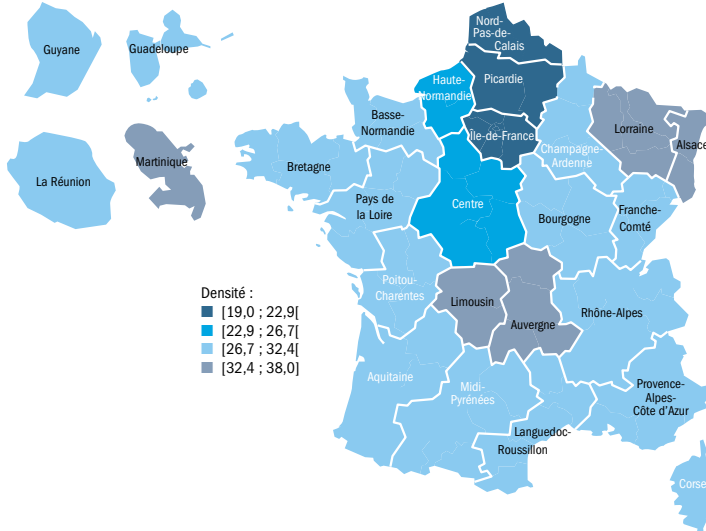 Nord-
Pas-de-
Calais
Guyane
Guadeloupe
Picardie
Haute-
Normandie
Basse-
Normandie
Île-de-France
Lorraine
Alsace
Champagne-
Ardenne
Martinique
Bretagne
La Réunion
Pays de
la Loire
Centre
Bourgogne
Franche-
Comté
Poitou-
Charentes
Limousin
Auvergne
Rhône-Alpes
Densité :
[19,0 ; 22,9[
[22,9 ; 26,7[
[26,7 ; 32,4[
[32,4 ; 38,0]
Aquitaine
Midi-
Pyrénées
Provence-
Alpes-
Côte d'Azur
Languedoc-
Roussillon
Corse